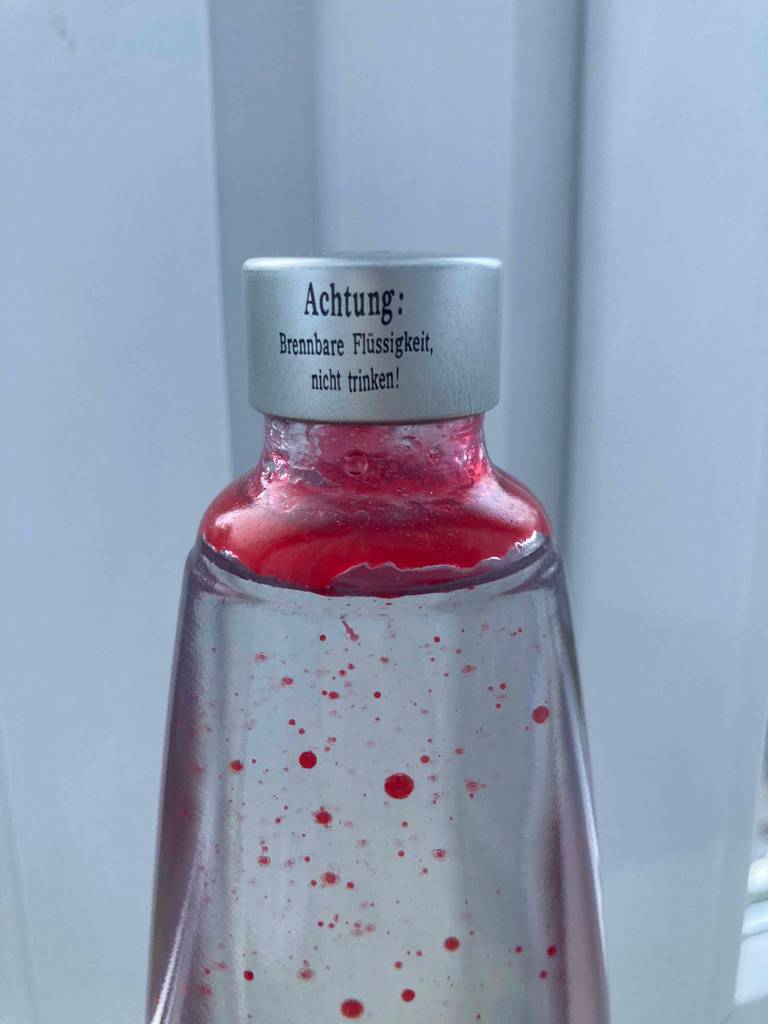 Achtung:
Brennbare Flüssigkeit,
nicht trinken!